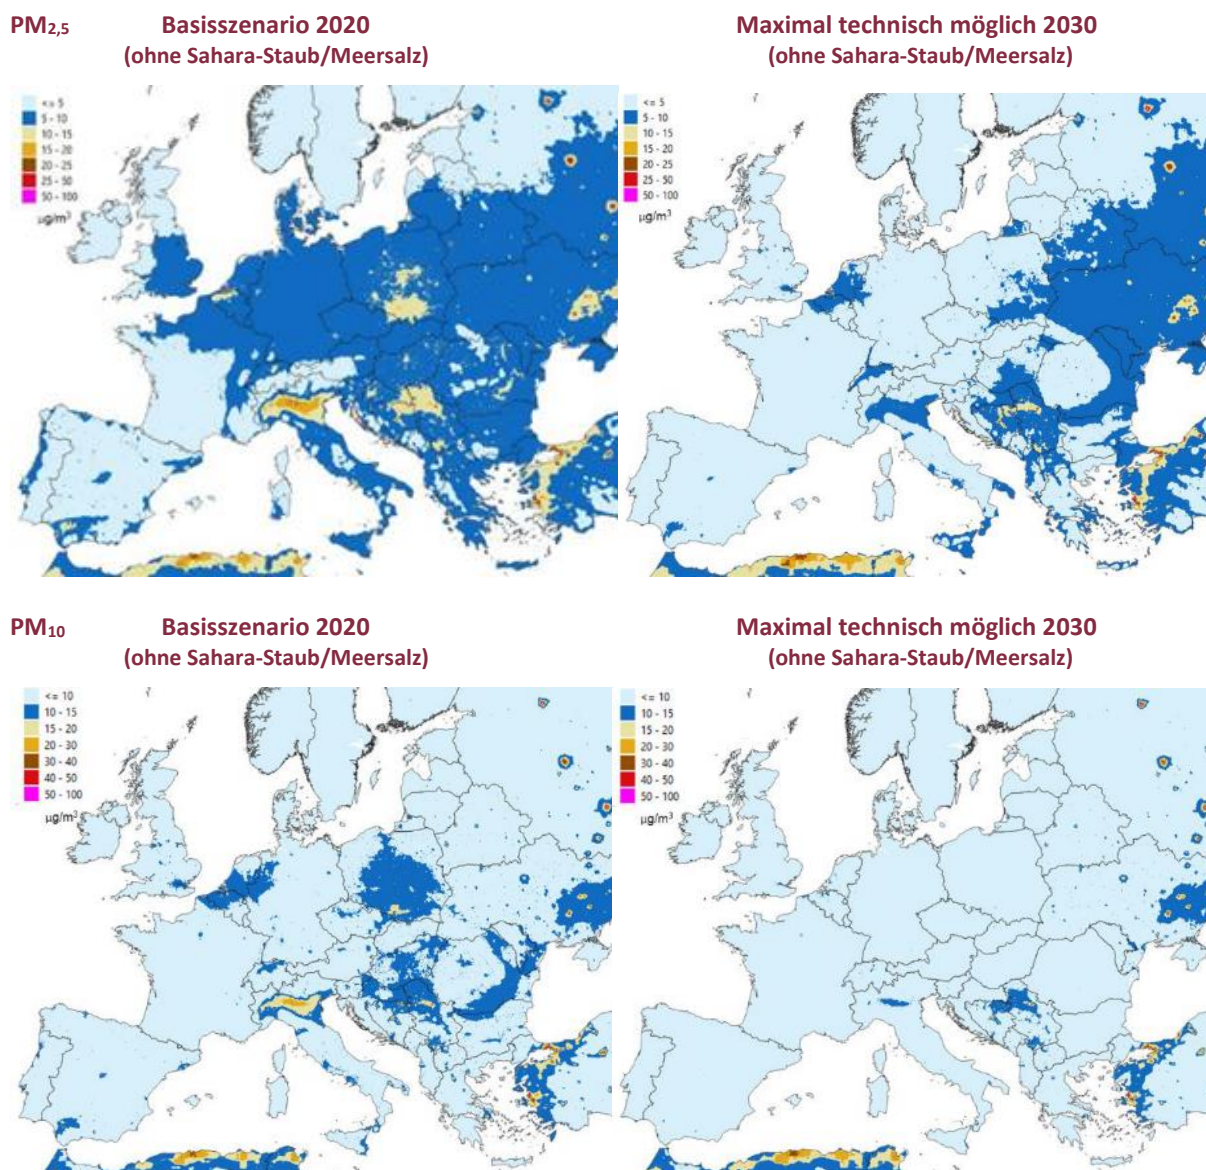 PM2,5 Basisszenario 2020 Maximal technisch möglich 2030
(ohne Sahara-Staub/Meersalz) (ohne Sahara-Staub/Meersalz)
<= 5
5 - 10
10 - 15
15 - 20
20 - 25
25 - 50
50 - 100
µg/m³
<= 5
5 - 10
10 - 15
15 - 20
20 - 25
25 - 50
50 - 100
µg/m³
PM10 Basisszenario 2020 Maximal technisch möglich 2030
(ohne Sahara-Staub/Meersalz) (ohne Sahara-Staub/Meersalz)
<= 10
10 - 15
15 - 20
20 - 30
30 - 40
40 - 50
50 - 100
µg/m³
<= 10
10 - 15
15 - 20
20 - 30
30 - 40
40 - 50
50 - 100
µg/m³